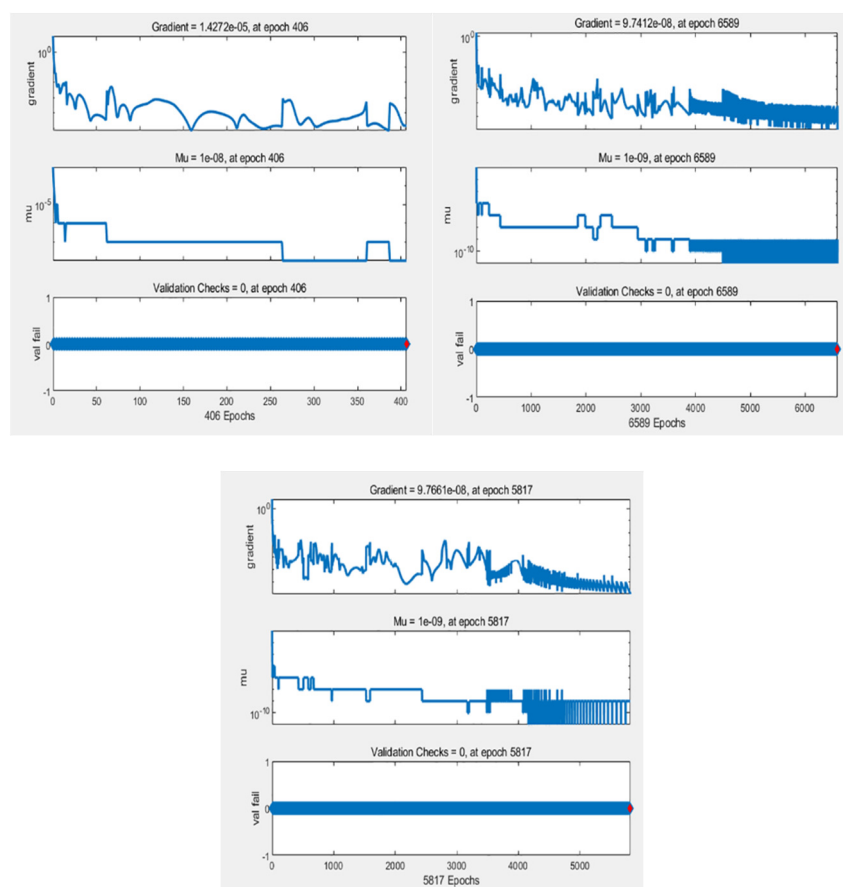 Gradient = 1.4272e-05, at epoch 406
10^0
gradient
Mu = 1e-08, at epoch 406
10^-5
mu
Validation Checks = 0, at epoch 406
1
0
-1
val fail
0 50 100 150 200 250 300 350 400
406 Epochs
Gradient = 9.7412e-08, at epoch 6589
10^0
gradient
Mu = 1e-09, at epoch 6589
10^-10
mu
Validation Checks = 0, at epoch 6589
1
0
-1
val fail
0 1000 2000 3000 4000 5000 6000
6589 Epochs
Gradient = 9.7661e-08, at epoch 5817
10^0
gradient
Mu = 1e-09, at epoch 5817
10^-10
mu
Validation Checks = 0, at epoch 5817
1
0
-1
val fail
0 1000 2000 3000 4000 5000
5817 Epochs